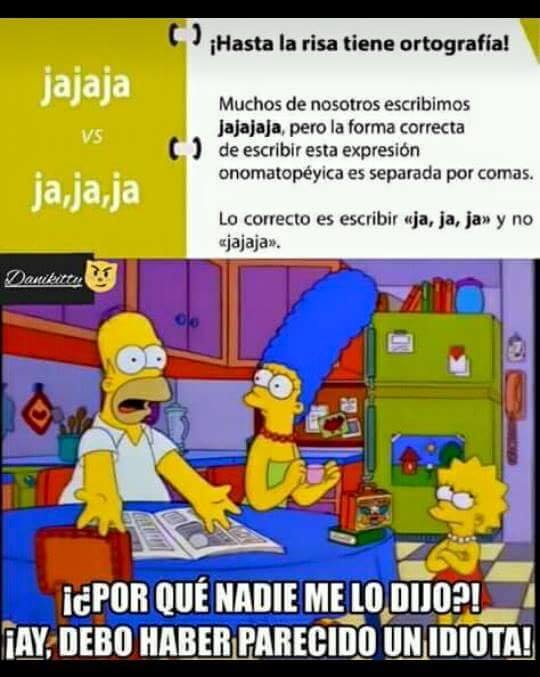 ¡Hasta la risa tiene ortografía!
jajaja
vs
ja,ja,ja
Muchos de nosotros escribimos
jajajaja, pero la forma correcta
de escribir esta expresión
onomatopéyica es separada por comas.
Lo correcto es escribir «ja, ja, ja» y no
«jajaja».
Danikitty
¡¿POR QUÉ NADIE ME LO DIJO?!
¡AY, DEBO HABER PARECIDO UN IDIOTA!